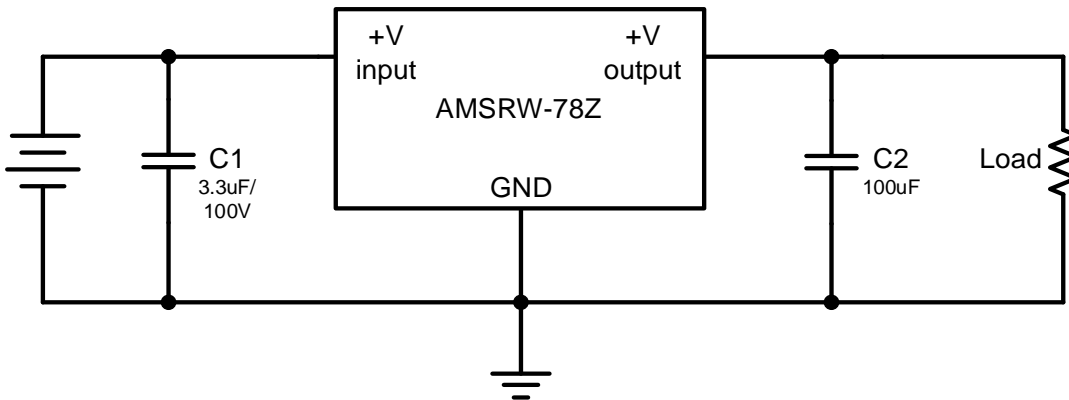 +V
input
+V
output
AMSRW-78Z
GND
C1
3.3uF/
100V
C2
100uF
Load